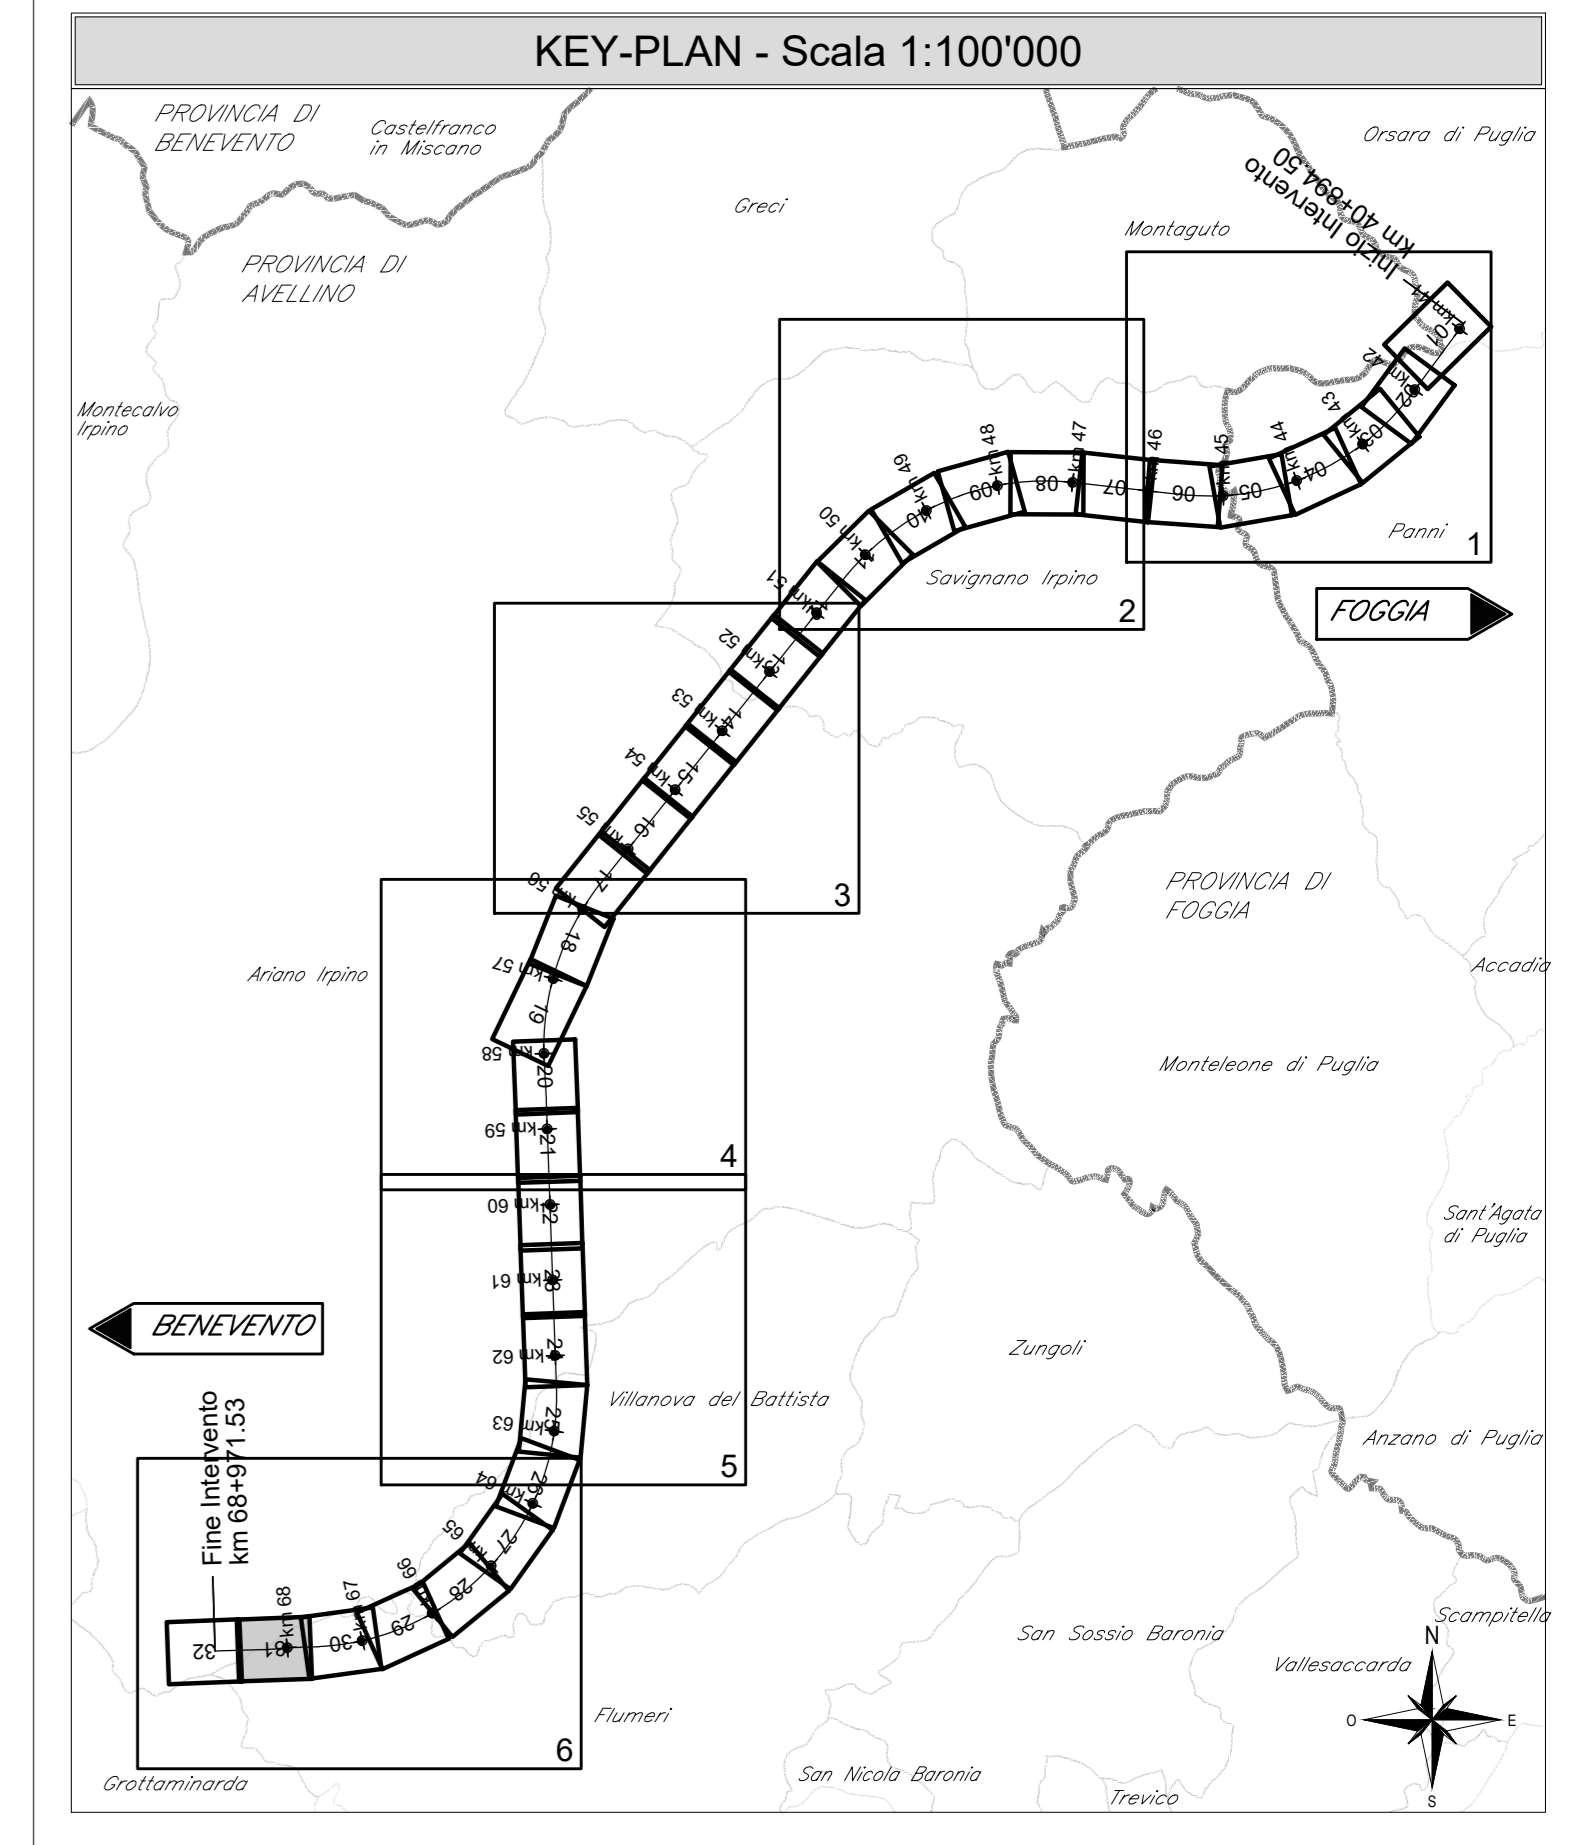 KEY-PLAN - Scala 1:100'000
PROVINCIA DI
BENEVENTO
Castelfranco
in Miscano
Orsara di Puglia
Greci
Montaguto
Inizio Intervento
km 40+894.50
PROVINCIA DI
AVELLINO
km 41
01
km 42
02
Montecalvo
Irpino
km 43
03
km 44
04
km 45
05
km 46
06
km 47
07
km 48
08
km 49
09
km 50
10
km 51
11
12
Panni
1
Savignano Irpino
2
FOGGIA
km 52
13
km 53
14
km 54
15
km 55
16
km 56
17
3
PROVINCIA DI
FOGGIA
18
Ariano Irpino
km 57
Accadia
19
km 58
20
Monteleone di Puglia
km 59
21
4
km 60
22
Sant'Agata
di Puglia
km 61
23
BENEVENTO
Zungoli
km 62
24
Villanova del Battista
km 63
25
Anzano di Puglia
5
Fine Intervento
km 68+971.53
km 64
26
km 65
27
km 66
28
km 67
29
km 68
30
31
32
Scampitella
San Sossio Baronia
Vallesaccarda
N
O
E
S
Flumeri
6
Grottaminarda
San Nicola Baronia
Trevico